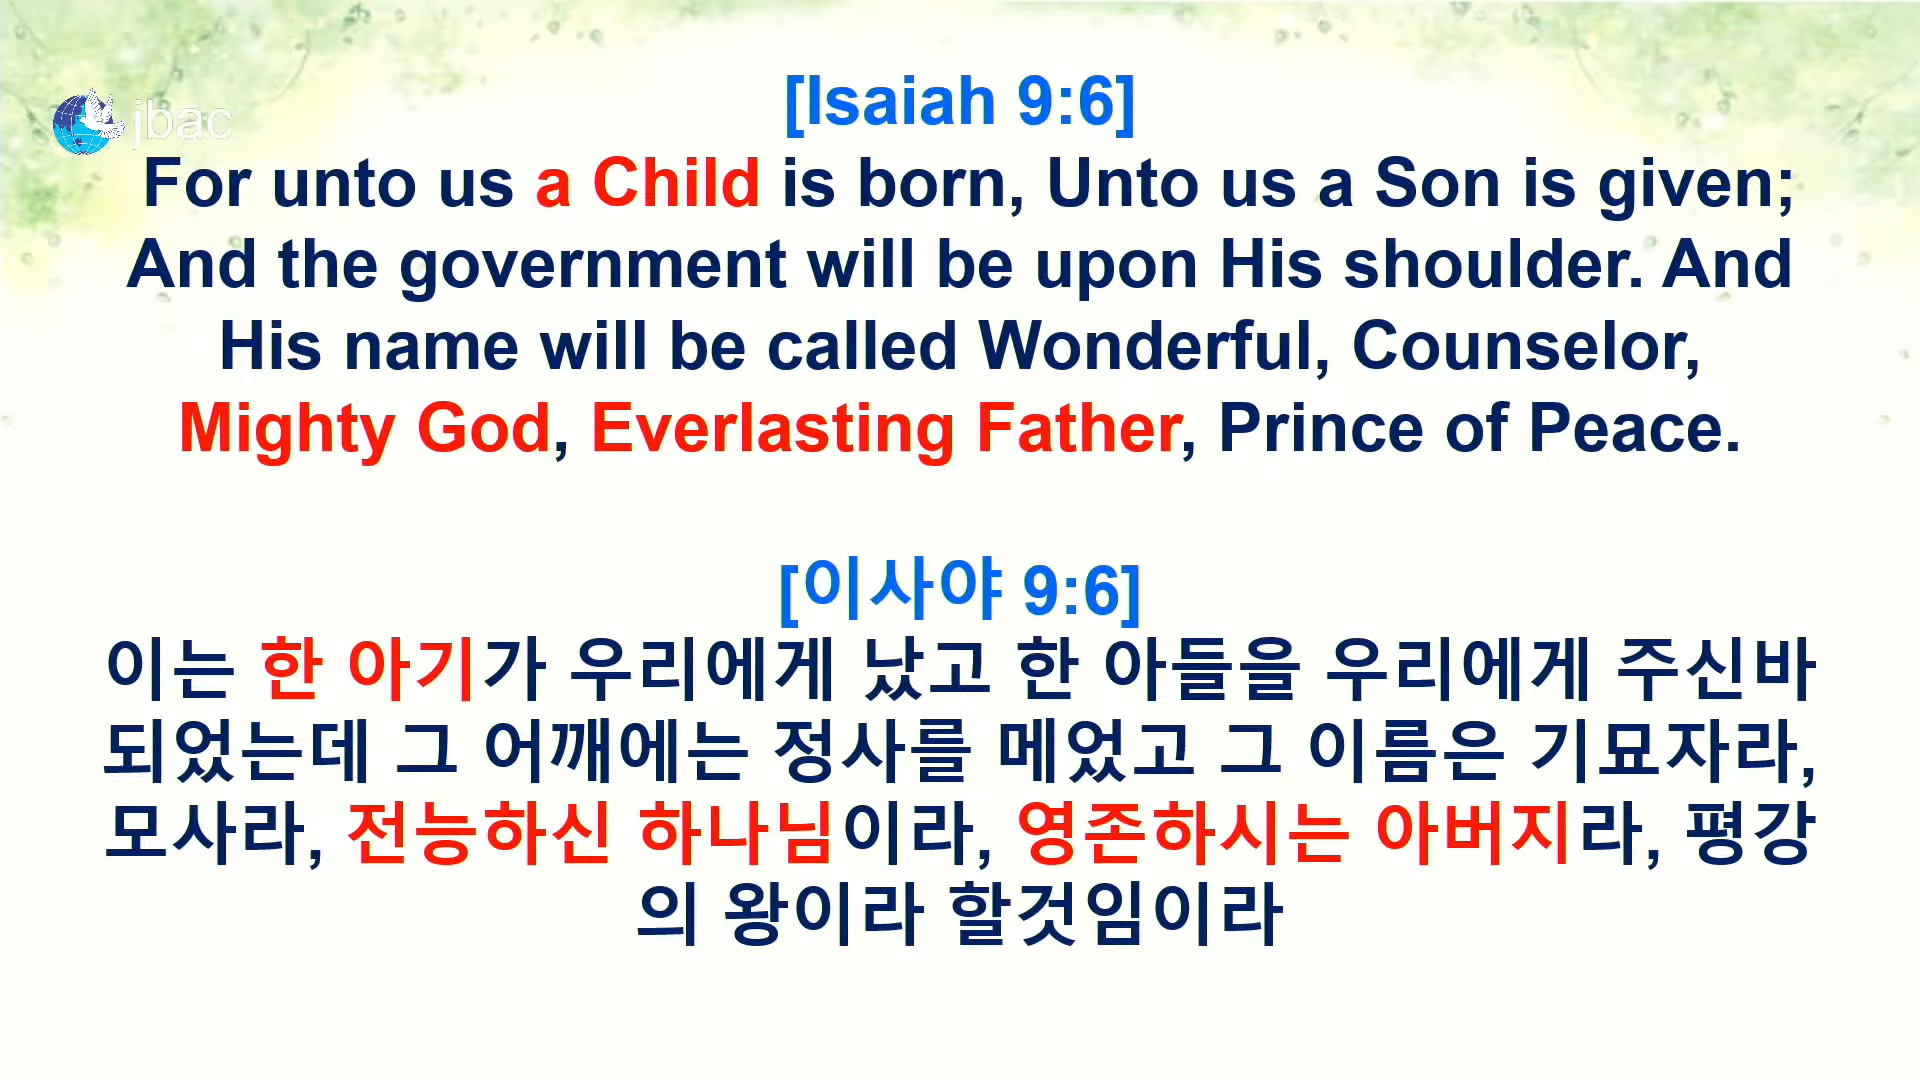 jbac
[Isaiah 9:6]
For unto us a Child is born, Unto us a Son is given;
And the government will be upon His shoulder. And
His name will be called Wonderful, Counselor,
Mighty God, Everlasting Father, Prince of Peace.
[이사야 9:6]
이는 한 아기가 우리에게 났고 한 아들을 우리에게 주신바
되었는데 그 어깨에는 정사를 메었고 그 이름은 기묘자라,
모사라, 전능하신 하나님이라, 영존하시는 아버지라, 평강
의 왕이라 할것임이라